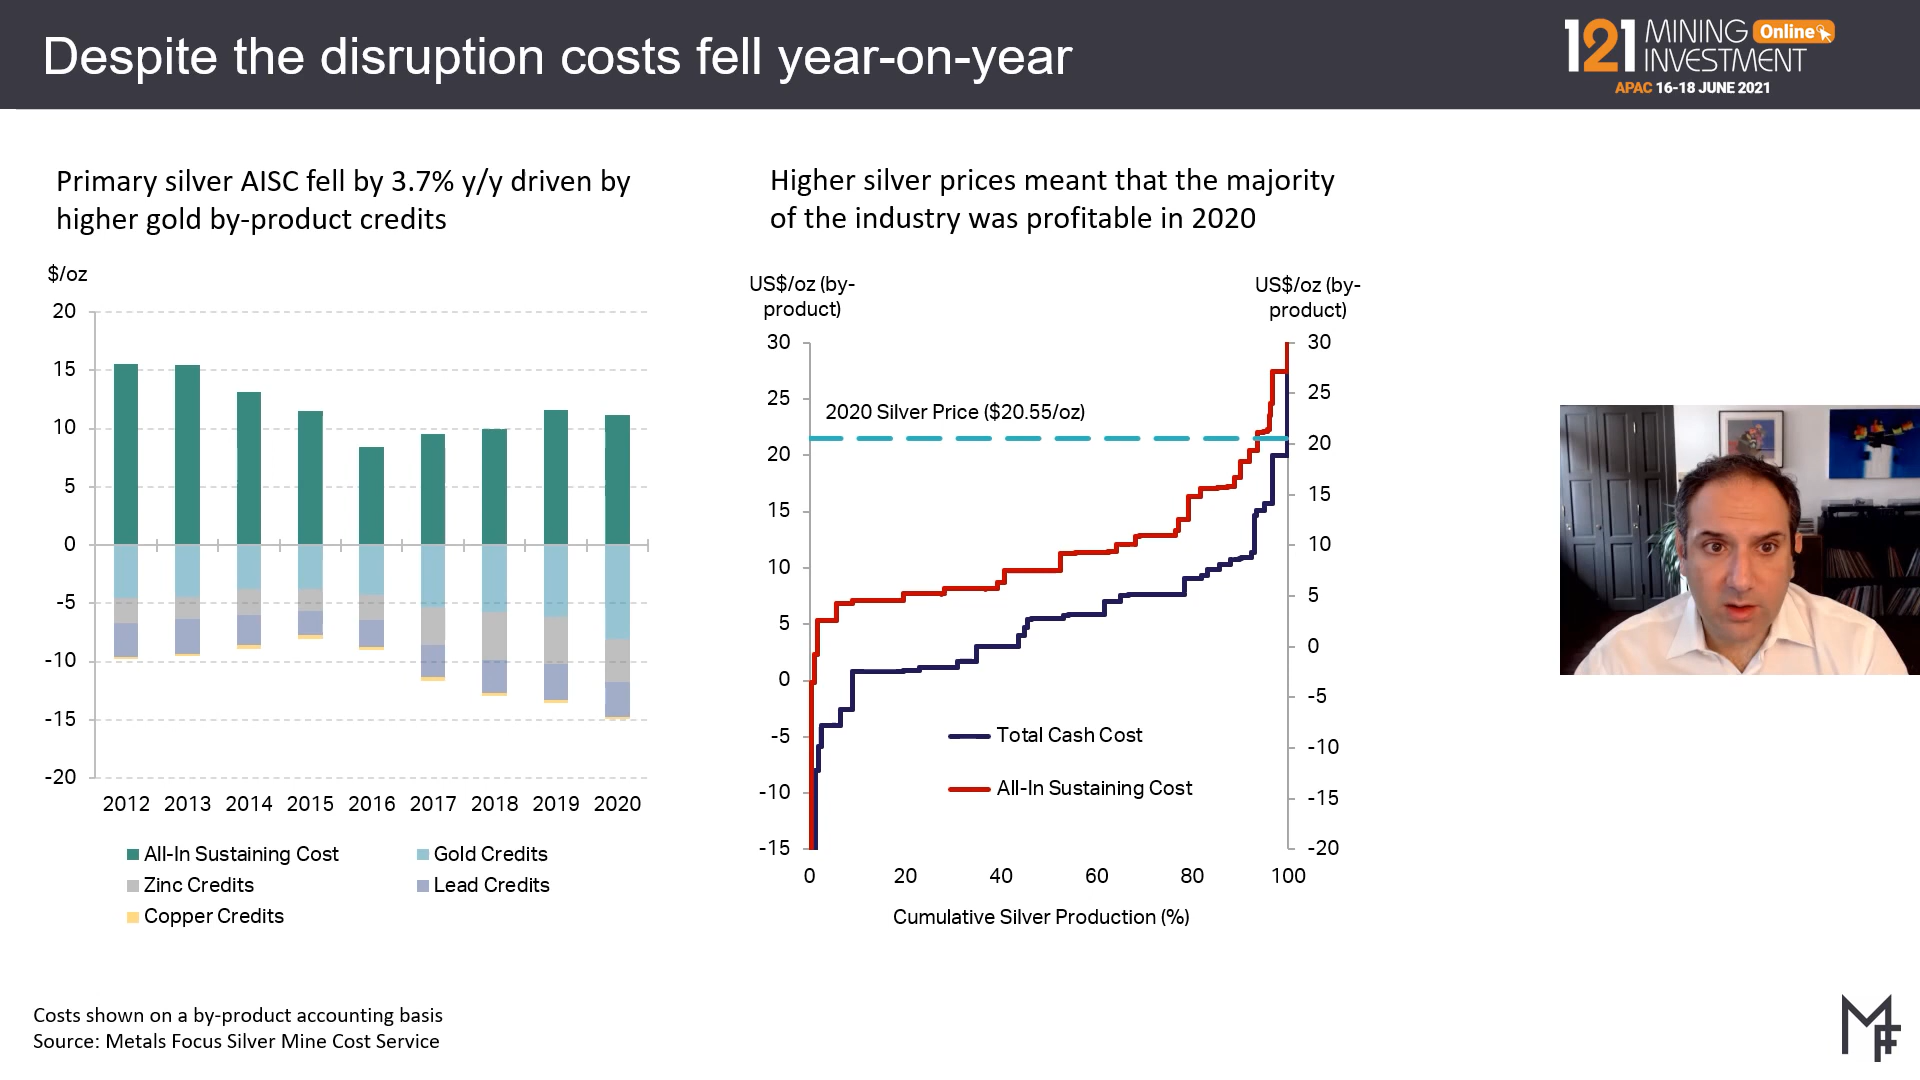 Despite the disruption costs fell year-on-year
121 MINING INVESTMENT Online
APAC 16-18 JUNE 2021
Primary silver AISC fell by 3.7% y/y driven by
higher gold by-product credits
$/oz
20
15
10
5
0
-5
-10
-15
-20
2012 2013 2014 2015 2016 2017 2018 2019 2020
All-In Sustaining Cost Gold Credits
Zinc Credits Lead Credits
Copper Credits
Higher silver prices meant that the majority
of the industry was profitable in 2020
US$/oz (by-
product)
US$/oz (by-
product)
30
25
20
15
10
5
0
-5
-10
-15
2020 Silver Price ($20.55/oz)
Total Cash Cost
All-In Sustaining Cost
30
25
20
15
10
5
0
-5
-10
-15
-20
0 20 40 60 80 100
Cumulative Silver Production (%)
Costs shown on a by-product accounting basis
Source: Metals Focus Silver Mine Cost Service
MF